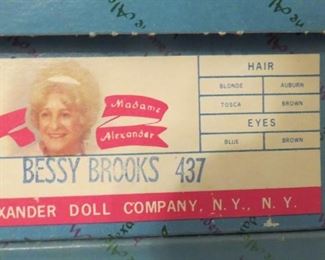 HAIR
Madame Alexander
BLONDE AUBURN
TOSCA BROWN
EYES
BLUE BROWN
BESSY BROOKS 437
XANDER DOLL COMPANY, N.Y., N.Y.